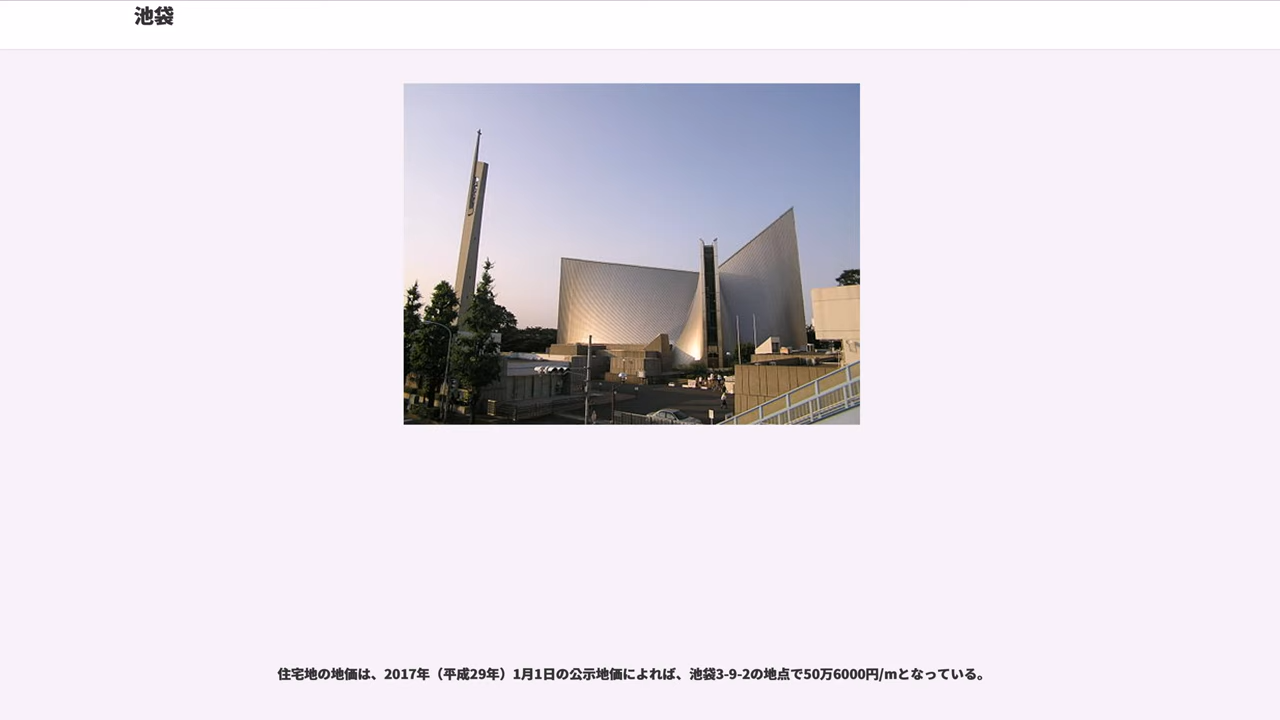 池袋
住宅地の地価は、2017年（平成29年）1月1日の公示地価によれば、池袋3-9-2の地点で50万6000円/mとなっている。